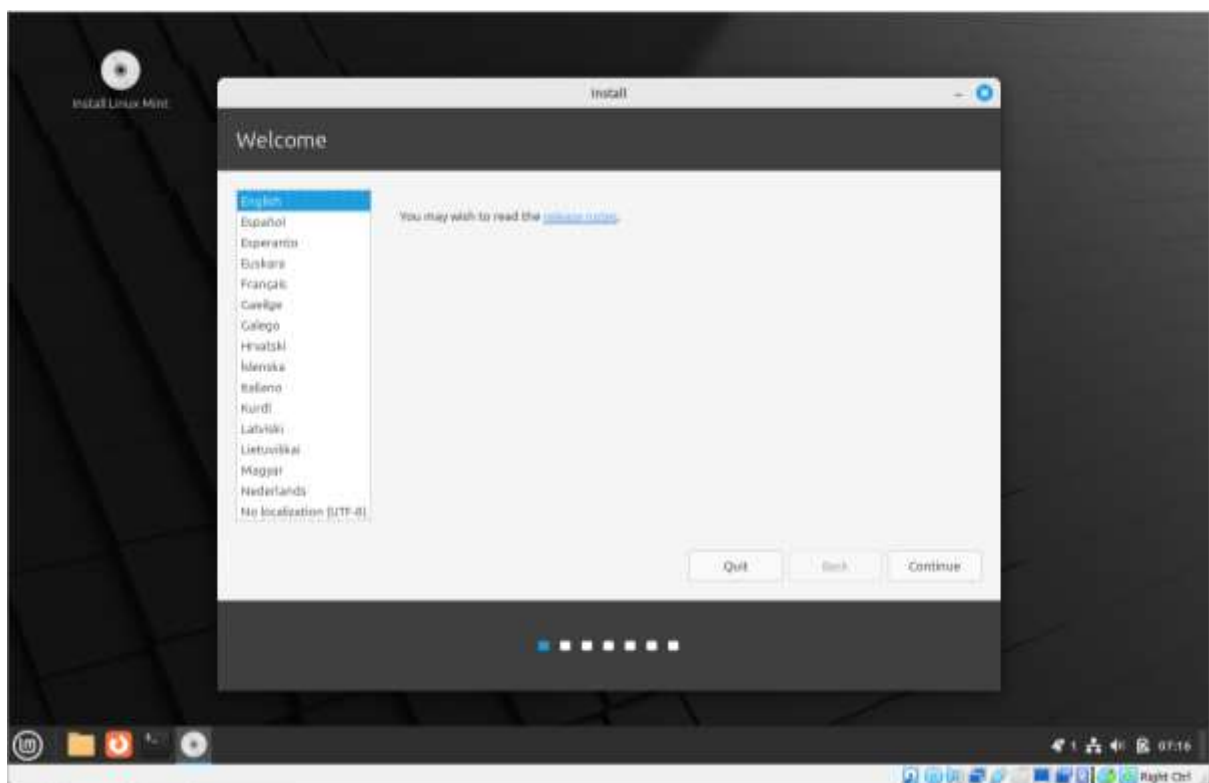 Install Linux Mint
Install
Welcome
English
Español
Esperanto
Euskara
Français
Gaeilge
Galego
Hrvatski
Íslenska
Italiano
Kurdî
Latviski
Lietuviškai
Magyar
Nederlands
No localization (UTF-8)
You may wish to read the release notes.
Quit
Back
Continue
1
07:16
Right Ctrl